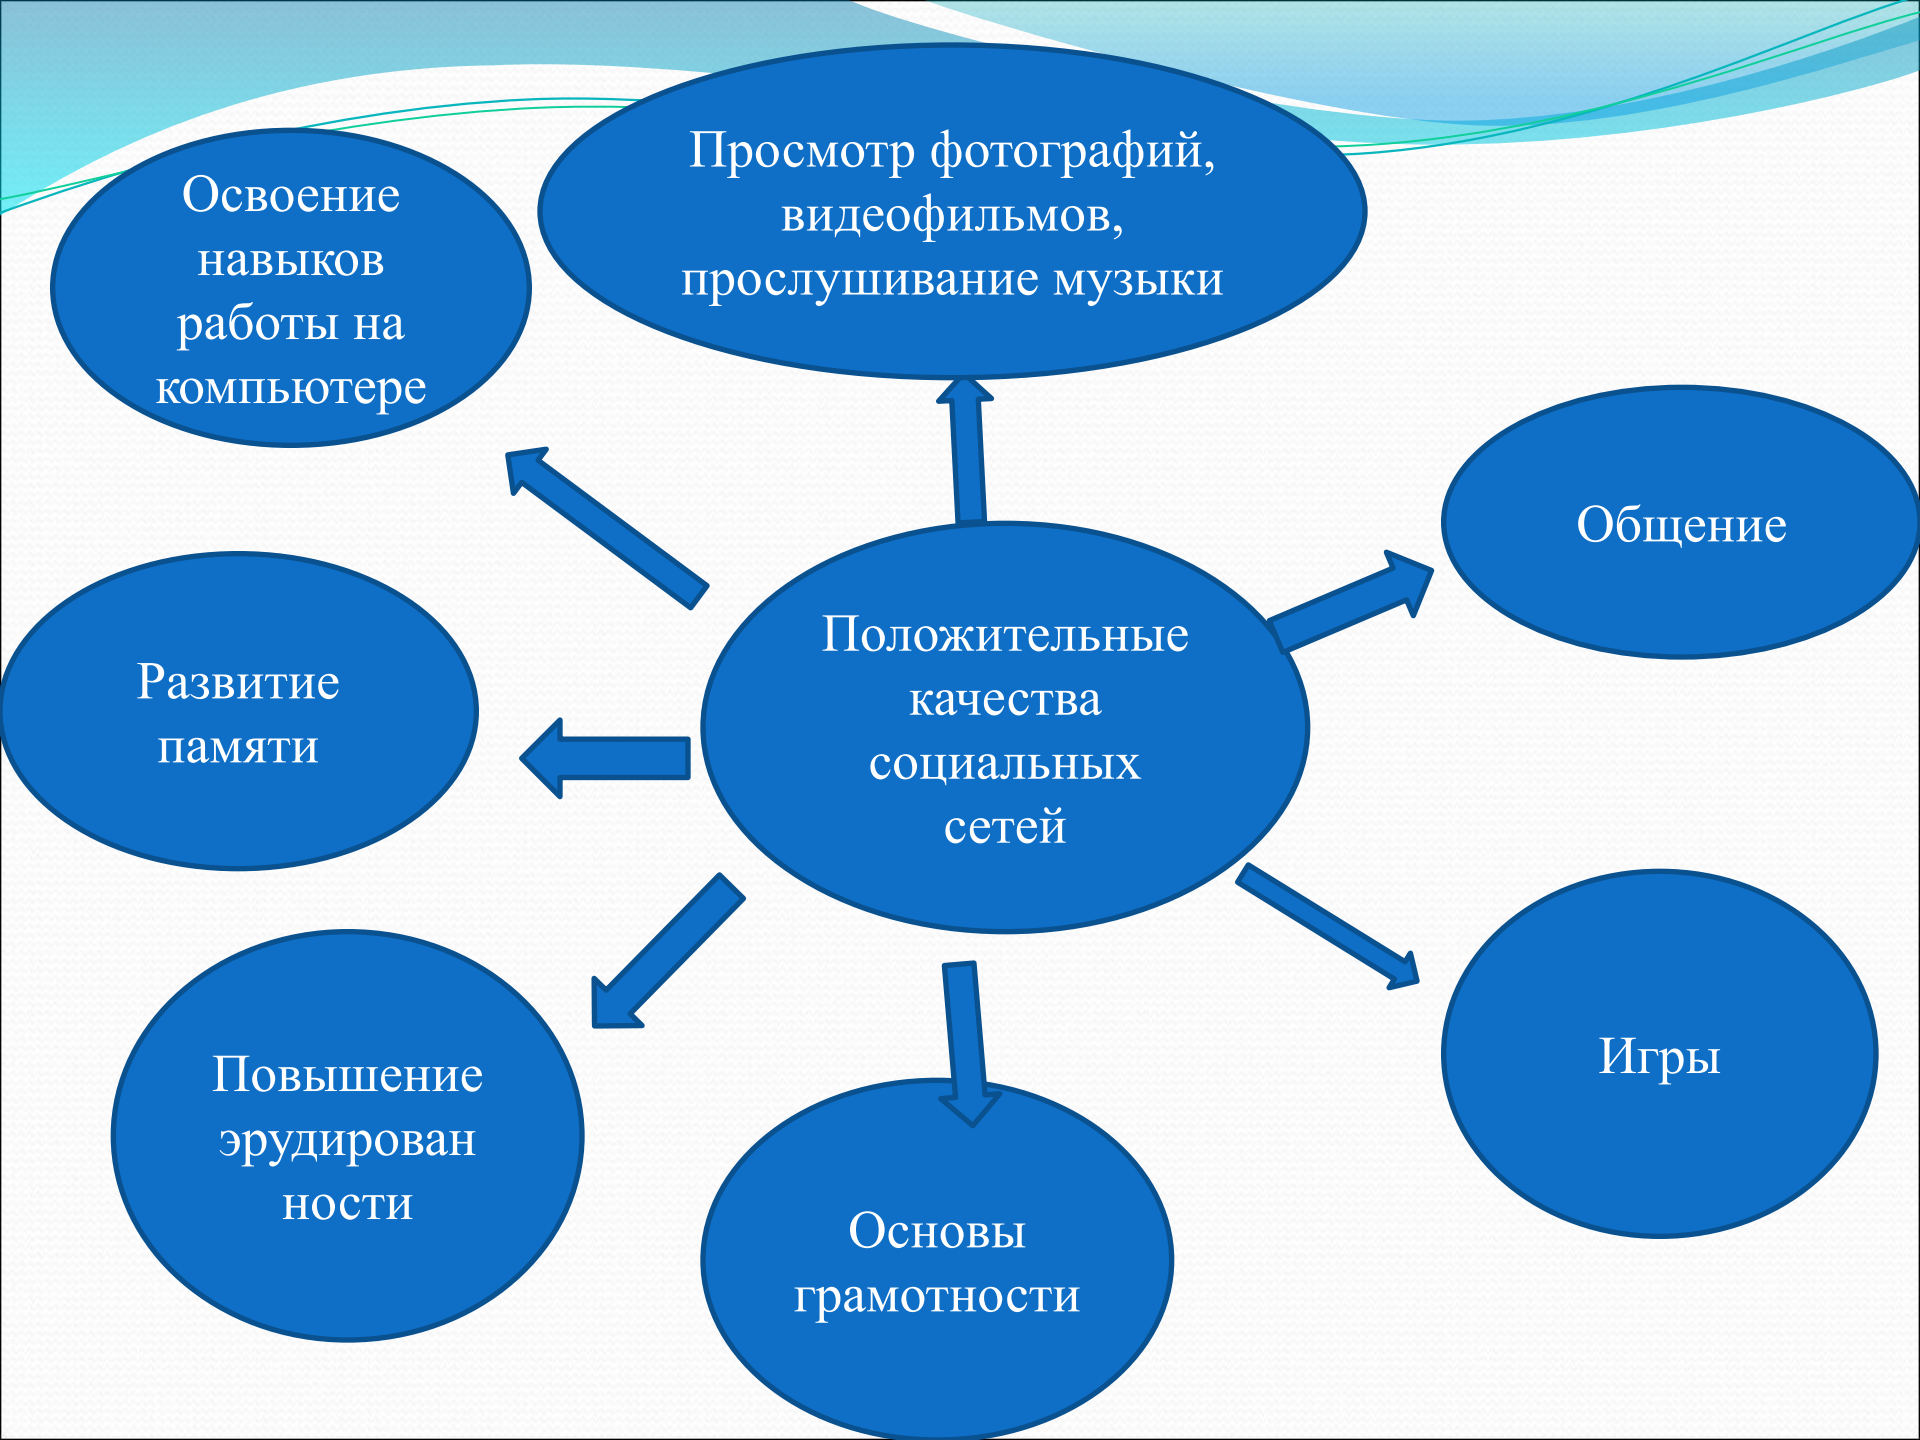 Просмотр фотографий,
видеофильмов,
прослушивание музыки
Освоение
навыков
работы на
компьютере
Общение
Положительные
качества
социальных
сетей
Развитие
памяти
Игры
Повышение
эрудирован
ности
Основы
грамотности